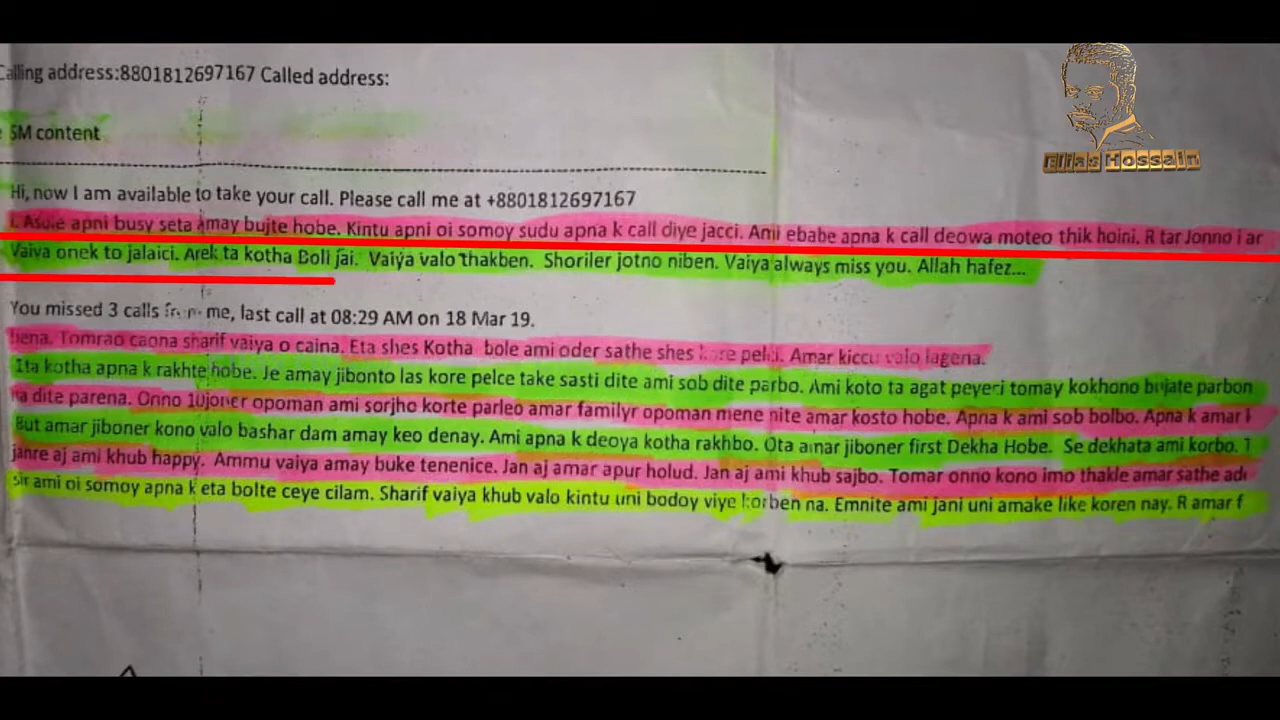 Calling address:8801812697167 Called address:
Elias Hossain
SM content
Hi, now I am available to take your call. Please call me at +8801812697167
apni busy seta amay bujte hobe. Kintu apni oi somoy sudu apna k call diye jacci. Ami ebabe apna k call deowa moteo thik hoini. R tar Jonno i ar
Vaiya onek to jalaici. Arek ta kotha Boli jai. Vaiya valo thakben. Shoriler jotno niben. Vaiya always miss you. Allah hafez...
You missed 3 calls from me, last call at 08:29 AM on 18 Mar 19.
Tomrao caona sharif vaiya o caina. Eta shes Kotha bole ami oder sathe shes kore Amar kiccu valo lagena.
kotha apna k rakhte hobe. Je amay jibonto las kore pelce take sasti dite ami sob dite parbo. Ami koto ta agat peyeri tomay kokhono bujate parbon
dite parena. Onno 10joner opoman ami sorjho korte parleo amar familyr opoman mene nite amar kosto hobe. Apna k ami sob bolbo. Apna k amar
But amar jiboner kono valo bashar dam amay keo denay. Ami apna k deoya kotha rakhbo. Ota amar jiboner first Dekha Hobe. Se dekhata ami korbo.
janre aj ami khub happy. Ammu vaiya amay buke tenenice. Jan aj amar apur holud. Jan aj ami khub sajbo. Tomar onno kono imo thakle amar sathe
sir ami oi somoy apna k eta bolte ceye cilam. Sharif vaiya khub valo kintu uni bodoy viye korben na. Emnite ami jani uni amake like koren nay. R amar f